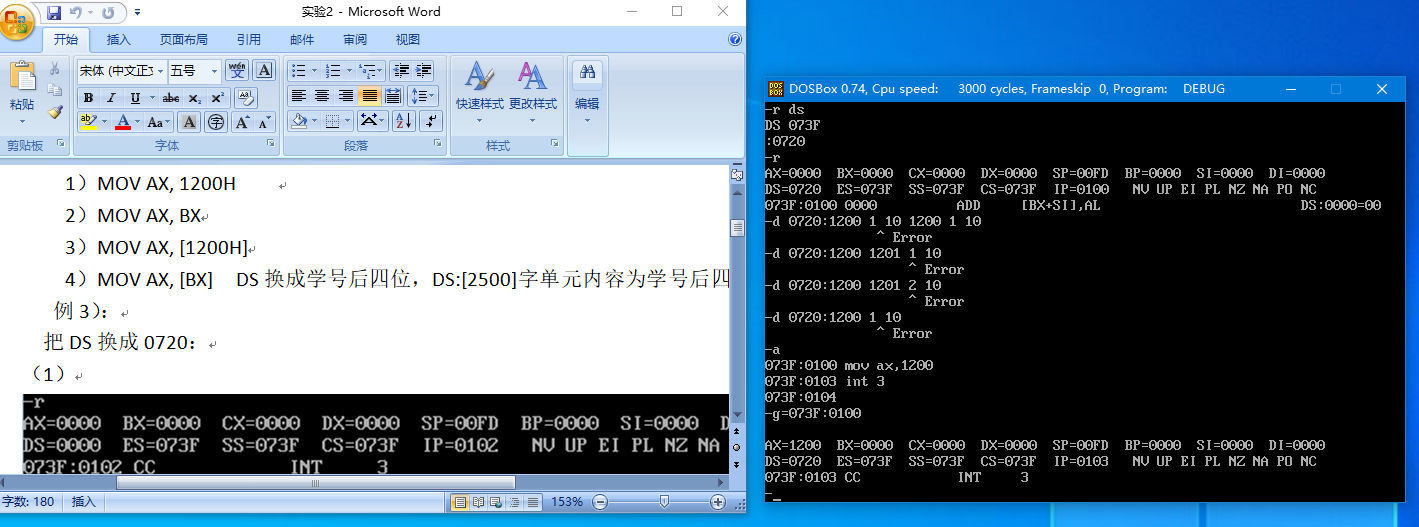 实验2 - Microsoft Word
开始 插入 页面布局 引用 邮件 审阅 视图
宋体 (中文正文 五号 wén 文 A
粘贴 B I U abc x₂ x² 快速样式 更改样式 编辑
ab A Aa A 字 A A
剪贴板 字体 段落 样式
1）MOV AX, 1200H
2）MOV AX, BX
3）MOV AX, [1200H]
4）MOV AX, [BX] DS 换成学号后四位，DS:[2500]字单元内容为学号后四
例 3）：
把 DS 换成 0720：
（1）
-r
AX=0000 BX=0000 CX=0000 DX=0000 SP=00FD BP=0000 SI=0000 D
DS=0000 ES=073F SS=073F CS=073F IP=0102 NV UP EI PL NZ NA
073F:0102 CC INT 3
字数: 180 插入 153%
DOSBox 0.74, Cpu speed: 3000 cycles, Frameskip 0, Program: DEBUG
-r ds
DS 073F
:0720
-r
AX=0000 BX=0000 CX=0000 DX=0000 SP=00FD BP=0000 SI=0000 DI=0000
DS=0720 ES=073F SS=073F CS=073F IP=0100 NV UP EI PL NZ NA PO NC
073F:0100 0000 ADD [BX+SI],AL DS:0000=00
-d 0720:1200 1 10 1200 1 10
^ Error
-d 0720:1200 1201 1 10
^ Error
-d 0720:1200 1201 2 10
^ Error
-d 0720:1200 1 10
^ Error
-a
073F:0100 mov ax,1200
073F:0103 int 3
073F:0104
-g=073F:0100
AX=1200 BX=0000 CX=0000 DX=0000 SP=00FD BP=0000 SI=0000 DI=0000
DS=0720 ES=073F SS=073F CS=073F IP=0103 NV UP EI PL NZ NA PO NC
073F:0103 CC INT 3
-